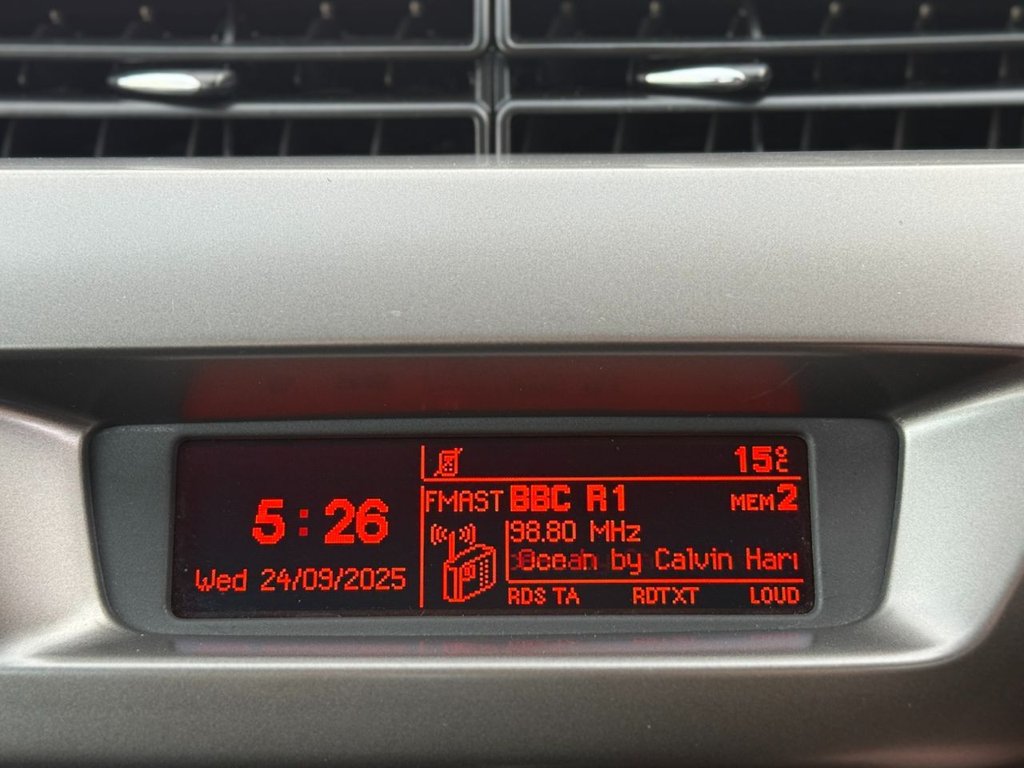 15°C
FMAST BBC R1 MEM2
5:26
98.80 MHz
Ocean by Calvin Hari
Wed 24/09/2025
RDS TA RDTXT LOUD